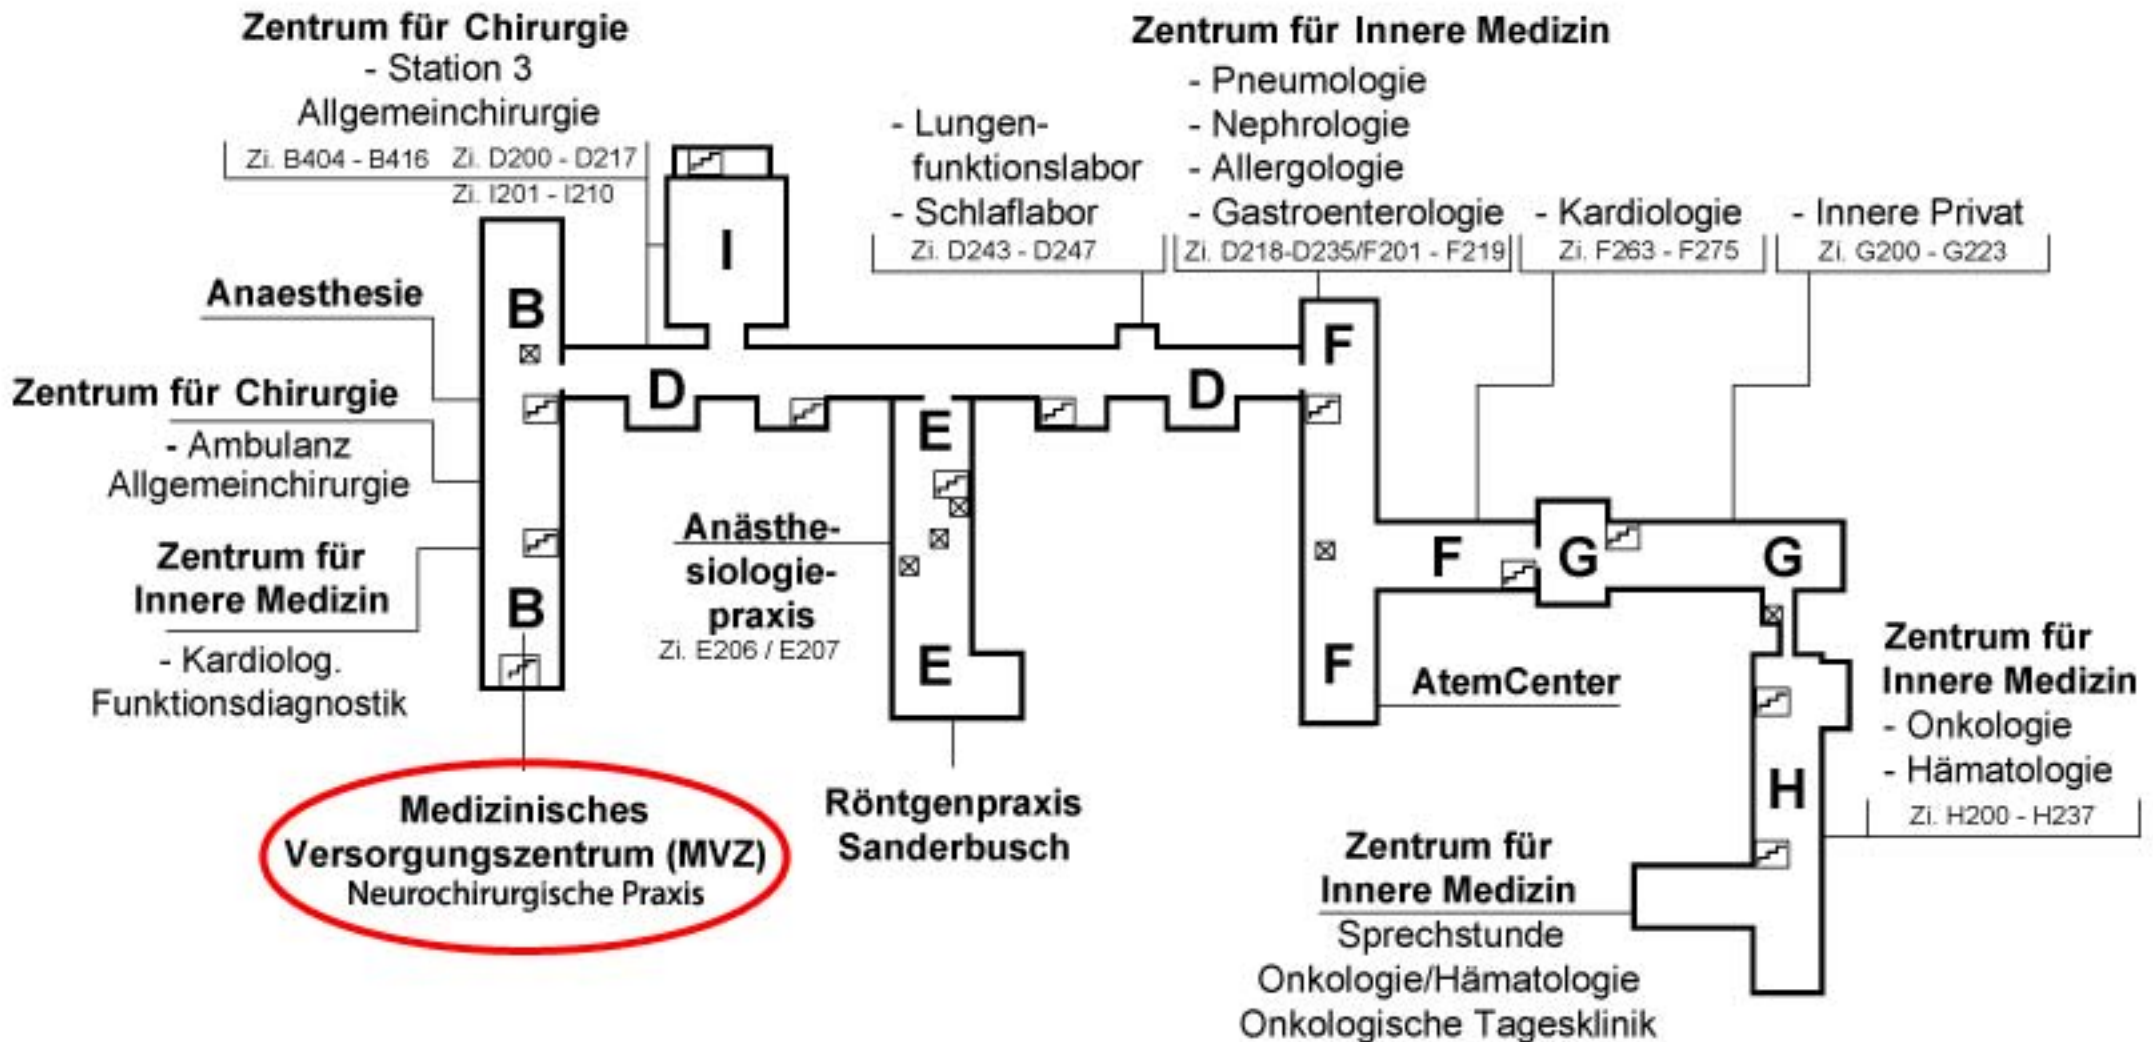 Zentrum für Chirurgie
- Station 3
Allgemeinchirurgie
Zi. B404 - B416 Zi. D200 - D217
Zi. I201 - I210
Zentrum für Innere Medizin
- Lungen-
funktionslabor
- Schlaflabor
Zi. D243 - D247
- Pneumologie
- Nephrologie
- Allergologie
- Gastroenterologie
Zi. D218-D235/F201 - F219
- Kardiologie
Zi. F263 - F275
- Innere Privat
Zi. G200 - G223
I
B
Anaesthesie
F
D
D
Zentrum für Chirurgie
- Ambulanz
Allgemeinchirurgie
E
Anästhe-
siologie-
praxis
Zi. E206 / E207
Zentrum für
Innere Medizin
- Kardiolog.
Funktionsdiagnostik
B
F
G
G
E
F
AtemCenter
Zentrum für
Innere Medizin
- Onkologie
- Hämatologie
Zi. H200 - H237
H
Medizinisches
Versorgungszentrum (MVZ)
Neurochirurgische Praxis
Röntgenpraxis
Sanderbusch
Zentrum für
Innere Medizin
Sprechstunde
Onkologie/Hämatologie
Onkologische Tagesklinik